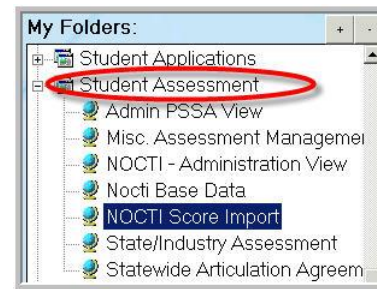 My Folders:
+ -
Student Applications
Student Assessment
Admin PSSA View
Misc. Assessment Managemer
NOCTI - Administration View
Nocti Base Data
NOCTI Score Import
State/Industry Assessment
Statewide Articulation Agreem